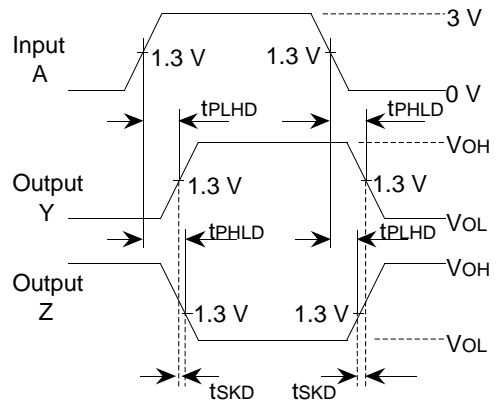 3 V
Input
A
1.3 V
1.3 V
0 V
tPLHD
tPHLD
VOH
Output
Y
1.3 V
1.3 V
VOL
tPHLD
tPLHD
VOH
Output
Z
1.3 V
1.3 V
VOL
tSKD
tSKD